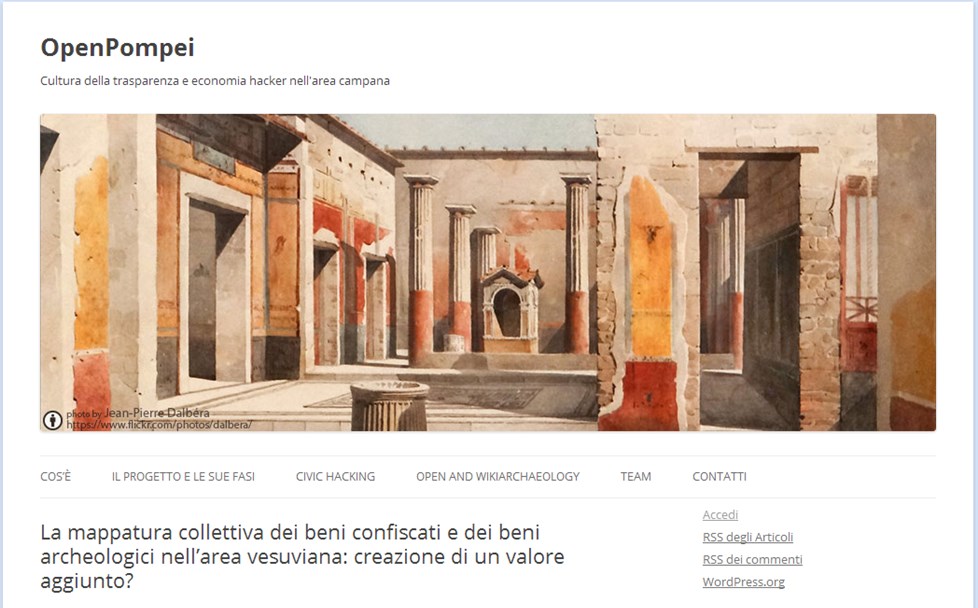 OpenPompei
Cultura della trasparenza e economia hacker nell'area campana
photo by Jean-Pierre Dalbéra
https://www.flickr.com/photos/dalbera/
COS'È IL PROGETTO E LE SUE FASI CIVIC HACKING OPEN AND WIKIARCHAEOLOGY TEAM CONTATTI
La mappatura collettiva dei beni confiscati e dei beni
archeologici nell’area vesuviana: creazione di un valore
aggiunto?
Accedi
RSS degli Articoli
RSS dei commenti
WordPress.org